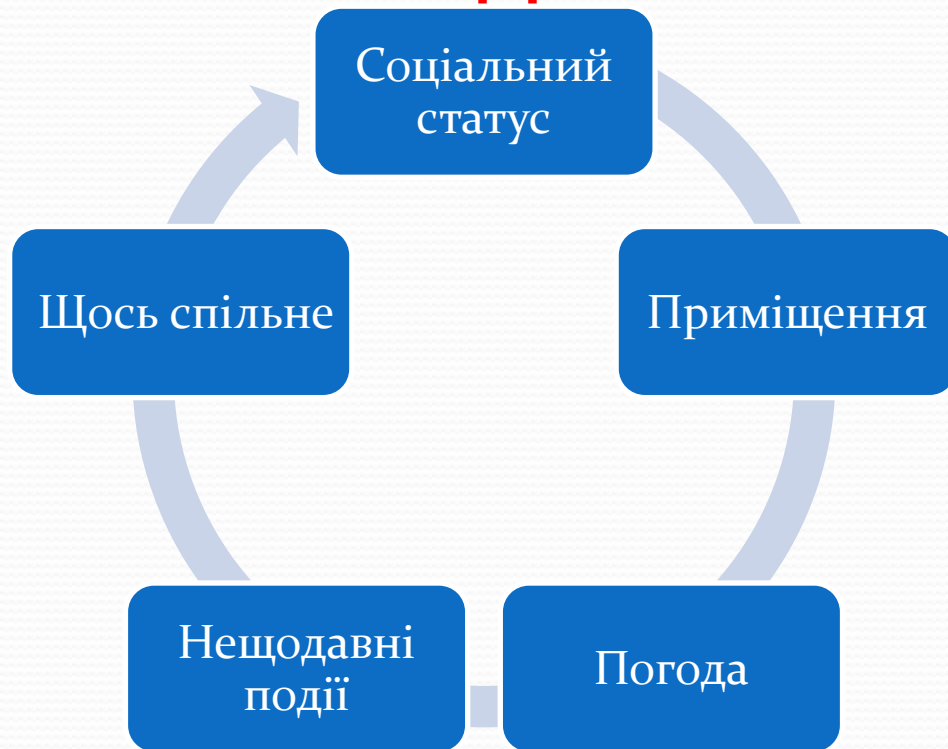 Соціальний
статус
Приміщення
Погода
Нещодавні
події
Щось спільне